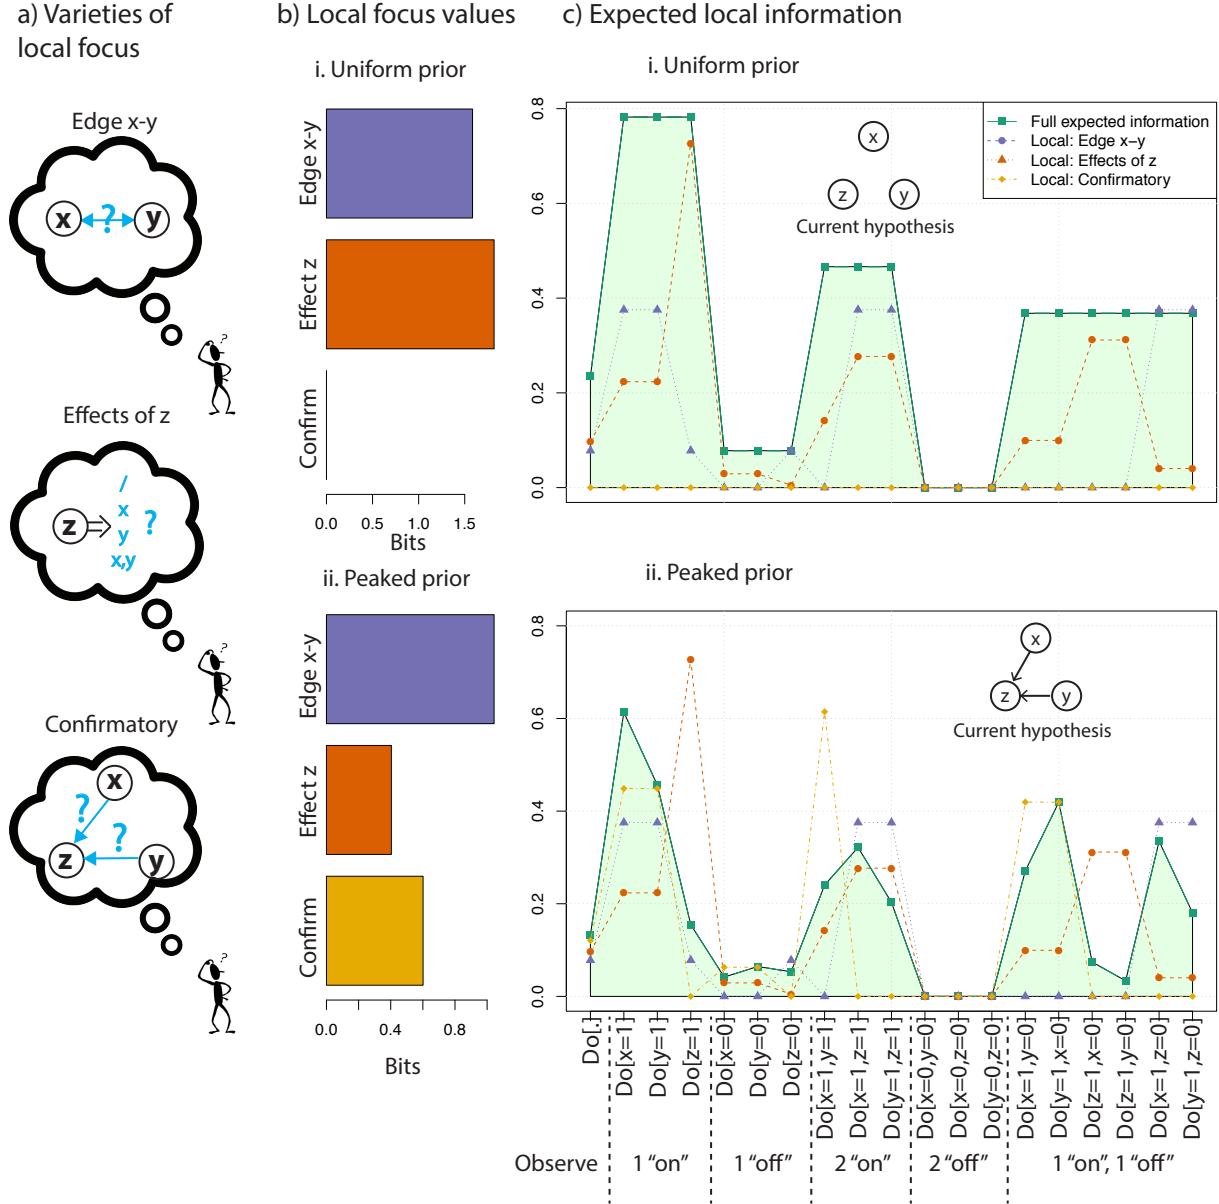 a) Varieties of
local focus
b) Local focus values
c) Expected local information
i. Uniform prior
i. Uniform prior
Edge x-y
x
?
y
?
Effects of z
z
/
x
y
x,y
?
?
Confirmatory
x
?
?
z
y
?
Edge x-y
Effect z
Confirm
0.0 0.5 1.0 1.5
Bits
ii. Peaked prior
Edge x-y
Effect z
Confirm
0.0 0.4 0.8
Bits
0.8
0.6
0.4
0.2
0.0
Full expected information
Local: Edge x−y
Local: Effects of z
Local: Confirmatory
x
z
y
Current hypothesis
ii. Peaked prior
0.8
0.6
0.4
0.2
0.0
x
z
y
Current hypothesis
Do[.]
Do[x=1]
Do[y=1]
Do[z=1]
Do[x=0]
Do[y=0]
Do[z=0]
Do[x=1,y=1]
Do[x=1,z=1]
Do[y=1,z=1]
Do[x=0,y=0]
Do[x=0,z=0]
Do[y=0,z=0]
Do[x=1,y=0]
Do[y=1,x=0]
Do[z=1,x=0]
Do[z=1,y=0]
Do[x=1,z=0]
Do[y=1,z=0]
Observe
1 "on"
1 "off"
2 "on"
2 "off"
1 "on", 1 "off"